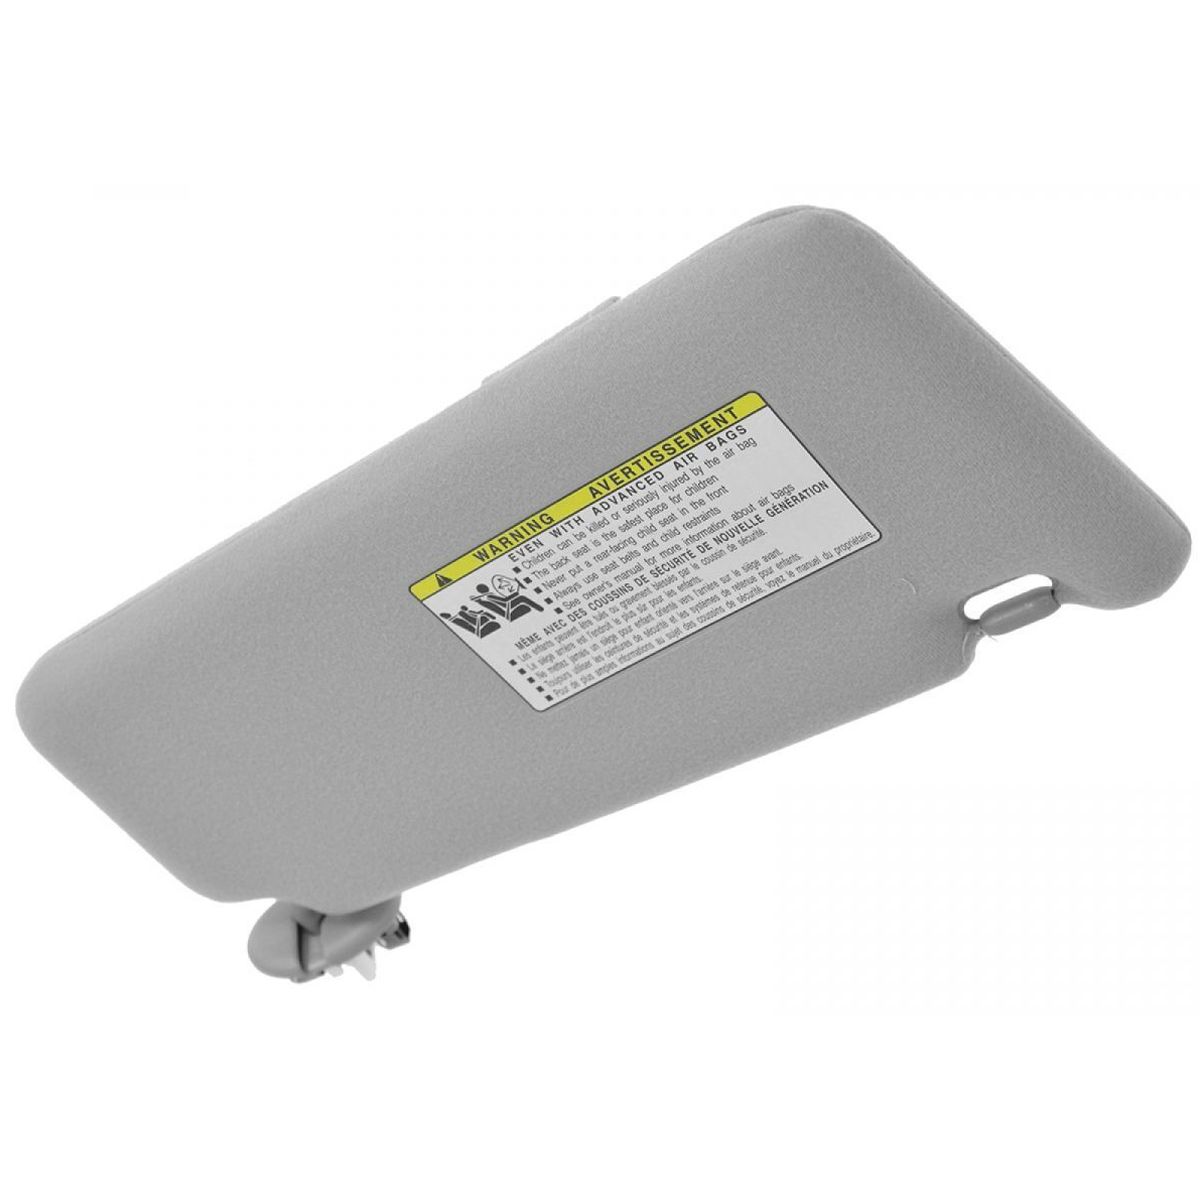 WARNING AVERTISSEMENT
EVEN WITH ADVANCED AIR BAGS
Children can be killed or seriously injured by the air bag
The back seat is the safest place for children
Never put a rear-facing child seat in the front
Always use seat belts and child restraints
See owner's manual for more information about air bags
MÊME AVEC DES COUSSINS DE SÉCURITÉ DE NOUVELLE GÉNÉRATION
Les enfants peuvent être tués ou gravement blessés par le coussin de sécurité.
Le siège arrière est l'endroit le plus sûr pour les enfants.
Ne mettez jamais un siège pour enfant orienté vers l'arrière sur le siège avant.
Toujours utiliser les ceintures de sécurité et les systèmes de retenue pour enfants.
Pour de plus amples informations au sujet des coussins de sécurité, voyez le manuel du propriétaire.